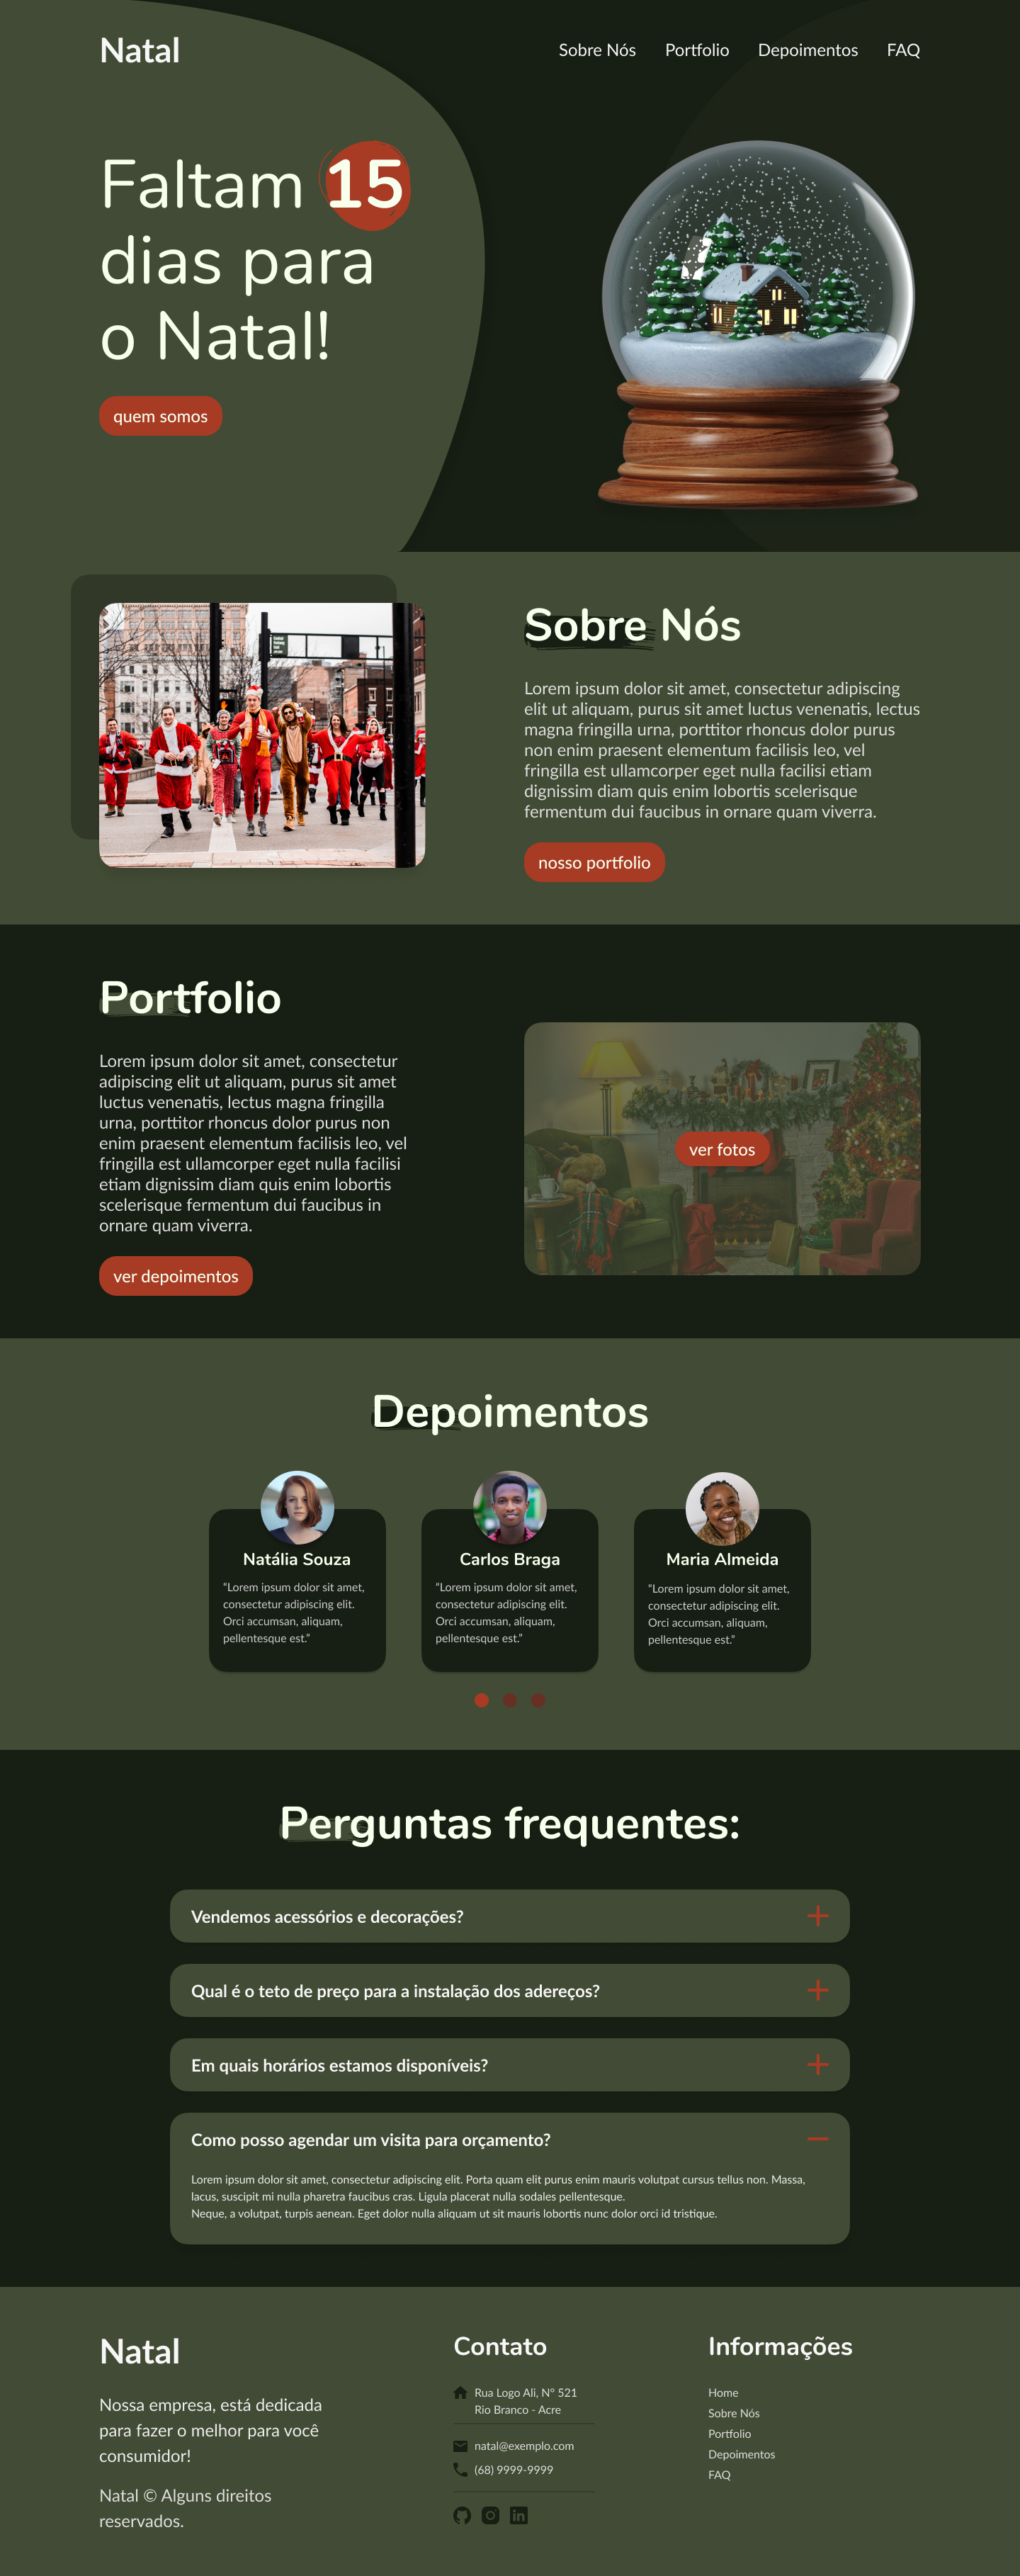 Natal
Sobre Nós Portfolio Depoimentos FAQ
Faltam 15
dias para
o Natal!
quem somos
Sobre Nós
Lorem ipsum dolor sit amet, consectetur adipiscing
elit ut aliquam, purus sit amet luctus venenatis, lectus
magna fringilla urna, porttitor rhoncus dolor purus
non enim praesent elementum facilisis leo, vel
fringilla est ullamcorper eget nulla facilisi etiam
dignissim diam quis enim lobortis scelerisque
fermentum dui faucibus in ornare quam viverra.
nosso portfolio
Portfolio
Lorem ipsum dolor sit amet, consectetur
adipiscing elit ut aliquam, purus sit amet
luctus venenatis, lectus magna fringilla
urna, porttitor rhoncus dolor purus non
enim praesent elementum facilisis leo, vel
fringilla est ullamcorper eget nulla facilisi
etiam dignissim diam quis enim lobortis
scelerisque fermentum dui faucibus in
ornare quam viverra.
ver depoimentos
ver fotos
Depoimentos
Natália Souza
“Lorem ipsum dolor sit amet,
consectetur adipiscing elit.
Orci accumsan, aliquam,
pellentesque est.”
Carlos Braga
“Lorem ipsum dolor sit amet,
consectetur adipiscing elit.
Orci accumsan, aliquam,
pellentesque est.”
Maria Almeida
“Lorem ipsum dolor sit amet,
consectetur adipiscing elit.
Orci accumsan, aliquam,
pellentesque est.”
Perguntas frequentes:
Vendemos acessórios e decorações?
Qual é o teto de preço para a instalação dos adereços?
Em quais horários estamos disponíveis?
Como posso agendar um visita para orçamento?
Lorem ipsum dolor sit amet, consectetur adipiscing elit. Porta quam elit purus enim mauris volutpat cursus tellus non. Massa,
lacus, suscipit mi nulla pharetra faucibus cras. Ligula placerat nulla sodales pellentesque.
Neque, a volutpat, turpis aenean. Eget dolor nulla aliquam ut sit mauris lobortis nunc dolor orci id tristique.
Natal
Nossa empresa, está dedicada
para fazer o melhor para você
consumidor!
Natal © Alguns direitos
reservados.
Contato
Rua Logo Ali, N° 521
Rio Branco - Acre
natal@exemplo.com
(68) 9999-9999
Informações
Home
Sobre Nós
Portfolio
Depoimentos
FAQ